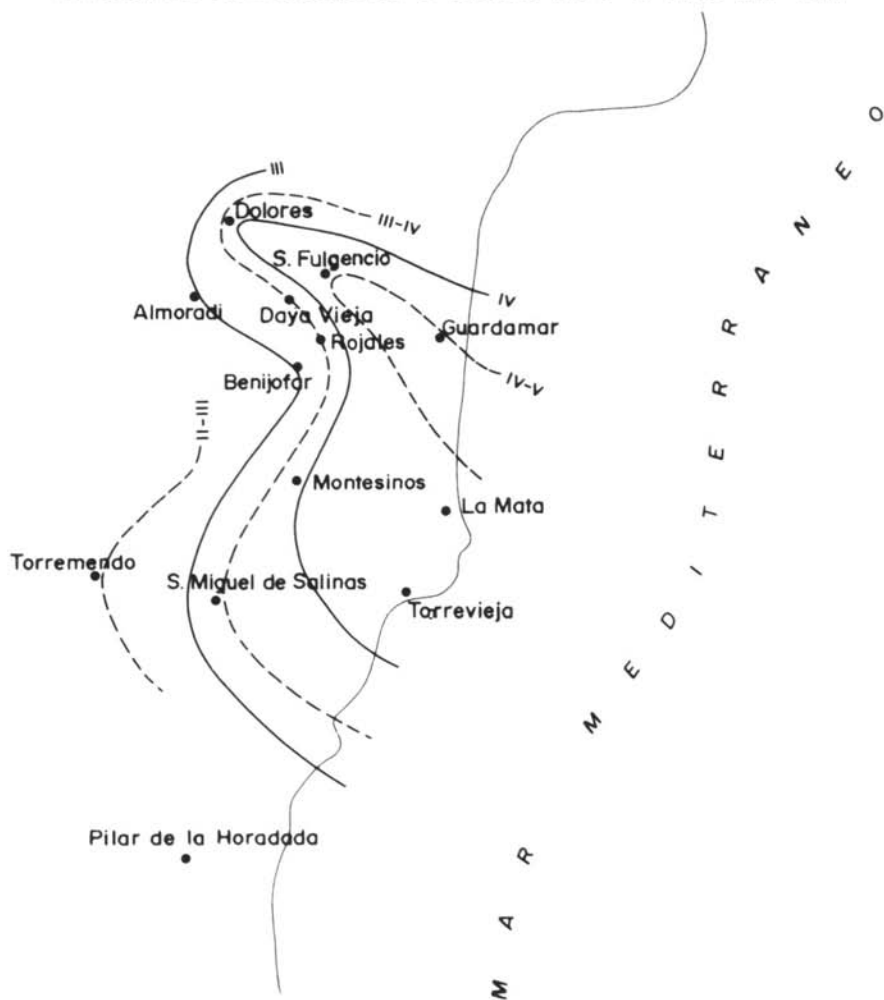 III
Dolores
III-IV
S. Fulgencio
IV
Almoradi
Daya Vieja
Guardamar
Rojales
Benijofar
IV-V
II-III
Montesinos
La Mata
Torremendo
S. Miguel de Salinas
Torrevieja
Pilar de la Horadada
MAR MEDITERRANEO